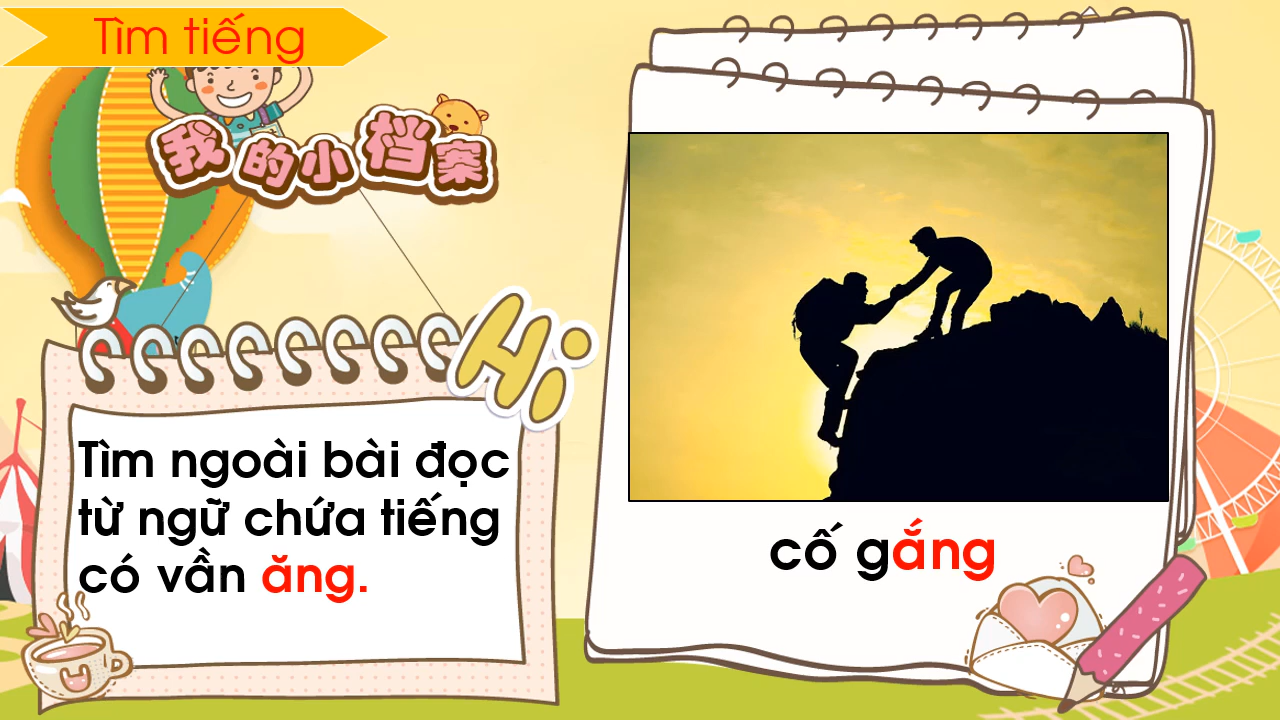 Tìm tiếng
我的小档案
Hi
Tìm ngoài bài đọc
từ ngữ chứa tiếng
có vần ăng.
cố gắng